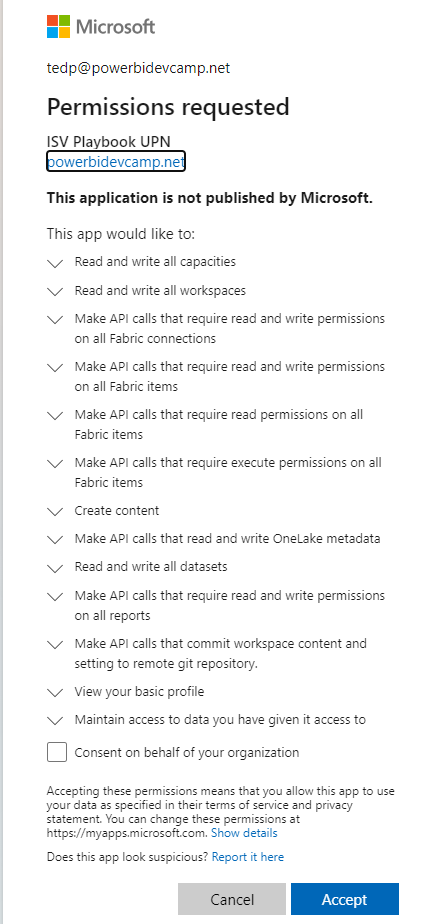 Microsoft
tedp@powerbidevcamp.net
Permissions requested
ISV Playbook UPN
powerbidevcamp.net
This application is not published by Microsoft.
This app would like to:
Read and write all capacities
Read and write all workspaces
Make API calls that require read and write permissions
on all Fabric connections
Make API calls that require read and write permissions
on all Fabric items
Make API calls that require read permissions on all
Fabric items
Make API calls that require execute permissions on all
Fabric items
Create content
Make API calls that read and write OneLake metadata
Read and write all datasets
Make API calls that require read and write permissions
on all reports
Make API calls that commit workspace content and
setting to remote git repository.
View your basic profile
Maintain access to data you have given it access to
Consent on behalf of your organization
Accepting these permissions means that you allow this app to use
your data as specified in their terms of service and privacy
statement. You can change these permissions at
https://myapps.microsoft.com. Show details
Does this app look suspicious? Report it here
Cancel Accept